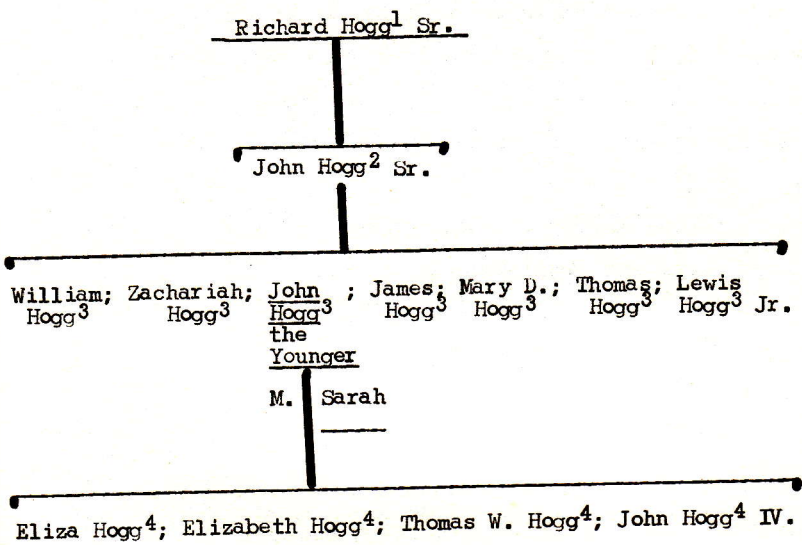 Richard Hogg¹ Sr.
John Hogg² Sr.
William; Zachariah; John ; James; Mary D.; Thomas; Lewis
Hogg³ Hogg³ Hogg³ Hogg³ Hogg³ Hogg³ Hogg³ Jr.
the
Younger
M. Sarah
Eliza Hogg⁴; Elizabeth Hogg⁴; Thomas W. Hogg⁴; John Hogg⁴ IV.